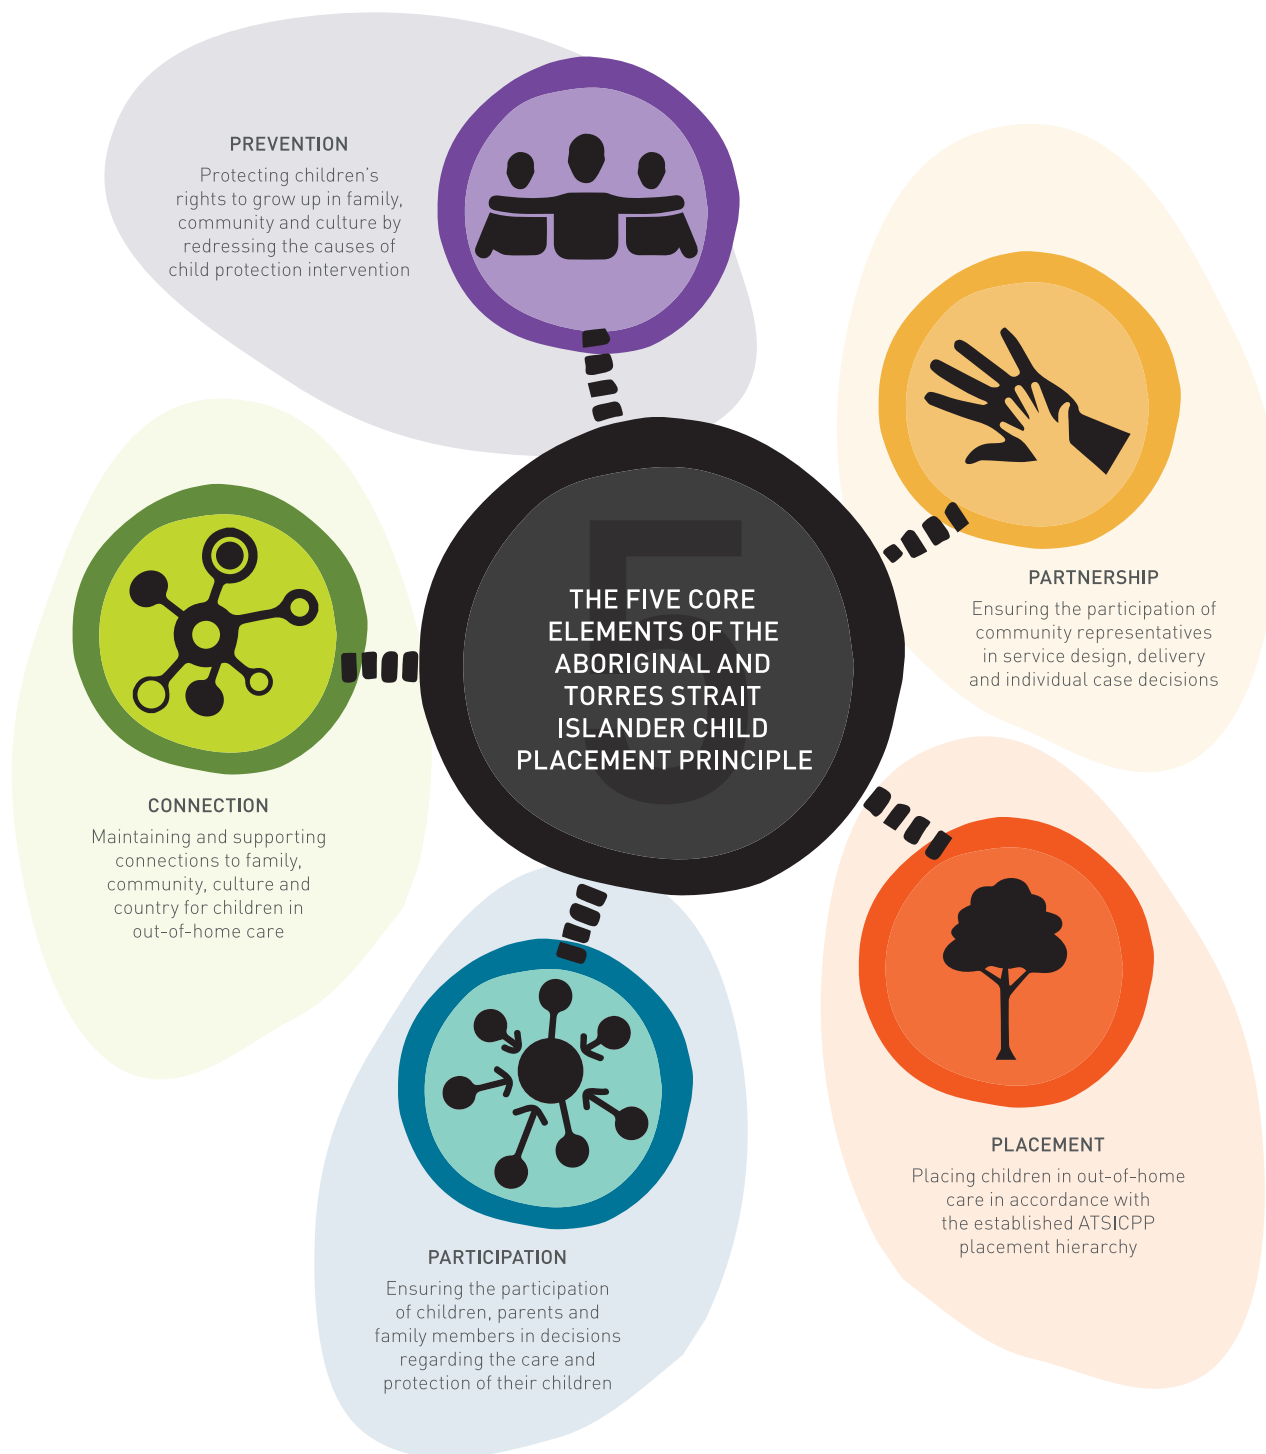 PREVENTION
Protecting children’s
rights to grow up in family,
community and culture by
redressing the causes of
child protection intervention
PARTNERSHIP
Ensuring the participation of
community representatives
in service design, delivery
and individual case decisions
5
THE FIVE CORE
ELEMENTS OF THE
ABORIGINAL AND
TORRES STRAIT
ISLANDER CHILD
PLACEMENT PRINCIPLE
CONNECTION
Maintaining and supporting
connections to family,
community, culture and
country for children in
out-of-home care
PLACEMENT
Placing children in out-of-home
care in accordance with
the established ATSICPP
placement hierarchy
PARTICIPATION
Ensuring the participation
of children, parents and
family members in decisions
regarding the care and
protection of their children